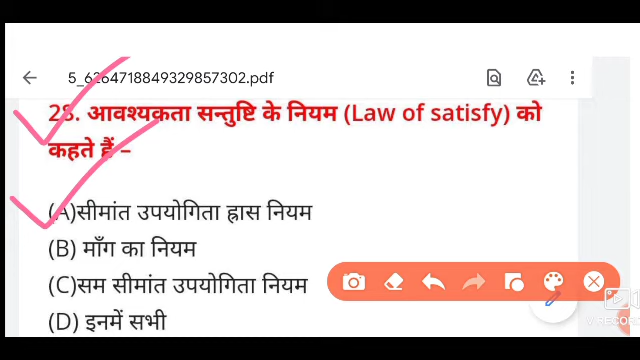 5_6264718849329857302.pdf
28. आवश्यकता सन्तुष्टि के नियम (Law of satisfy) को
कहते हैं –
(A)सीमांत उपयोगिता ह्रास नियम
(B) माँग का नियम
(C)सम सीमांत उपयोगिता नियम
(D) इनमें सभी
V RECOR